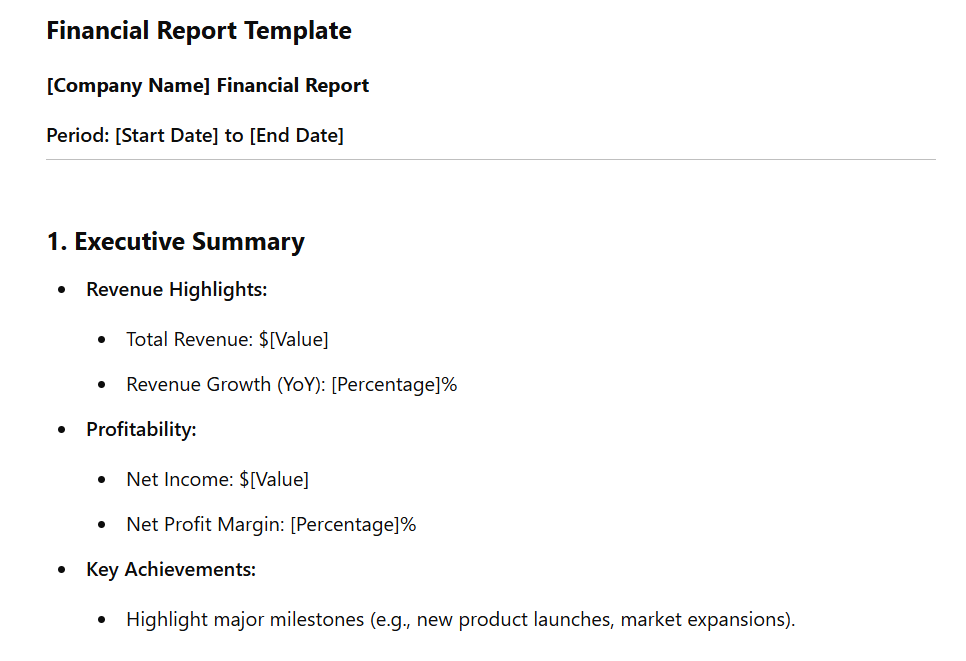 Financial Report Template
[Company Name] Financial Report
Period: [Start Date] to [End Date]
1. Executive Summary
• Revenue Highlights:
• Total Revenue: $[Value]
• Revenue Growth (YoY): [Percentage]%
• Profitability:
• Net Income: $[Value]
• Net Profit Margin: [Percentage]%
• Key Achievements:
• Highlight major milestones (e.g., new product launches, market expansions).